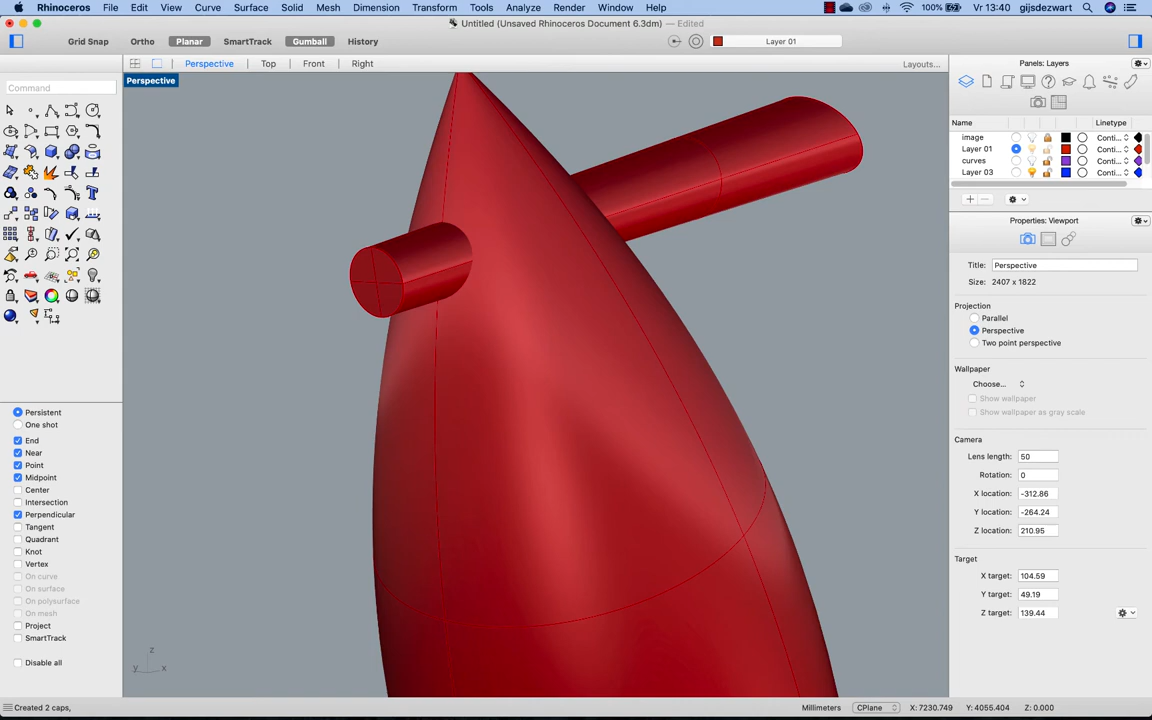 Rhinoceros File Edit View Curve Surface Solid Mesh Dimension Transform Tools Analyze Render Window Help 100% Vr 13:40 gijsdezwart
Untitled (Unsaved Rhinoceros Document 6.3dm) — Edited
Grid Snap Ortho Planar SmartTrack Gumball History Layer 01
Perspective Top Front Right Layouts... Panels: Layers
Perspective
Command
Name Linetype
image Conti...
Layer 01 Conti...
curves Conti...
Layer 03 Conti...
Properties: Viewport
Title: Perspective
Size: 2407 x 1822
Projection
Parallel
Perspective
Two point perspective
Wallpaper
Choose...
Show wallpaper
Show wallpaper as gray scale
Camera
Lens length: 50
Rotation: 0
X location: -312.86
Y location: -264.24
Z location: 210.95
Target
X target: 104.59
Y target: 49.19
Z target: 139.44
Persistent
One shot
End
Near
Point
Midpoint
Center
Intersection
Perpendicular
Tangent
Quadrant
Knot
Vertex
On curve
On surface
On polysurface
On mesh
Project
SmartTrack
Disable all
z
y x
Created 2 caps, Millimeters CPlane X: 7230.749 Y: 4055.404 Z: 0.000